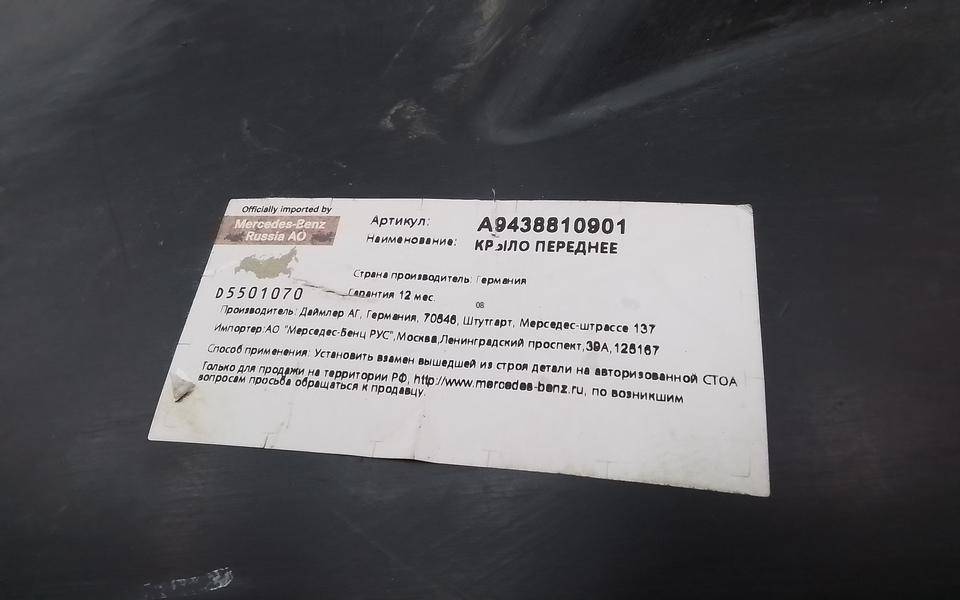 Officially imported by
Mercedes-Benz
Russia AO
Артикул: A9438810901
Наименование: КРЫЛО ПЕРЕДНЕЕ
Страна производитель: Германия
D5501070 Гарантия 12 мес.
08
Производитель: Даймлер АГ, Германия, 70546, Штутгарт, Мерседес-штрассе 137
Импортер:АО "Мерседес-Бенц РУС",Москва,Ленинградский проспект,39А,125167
Способ применения: Установить взамен вышедшей из строя детали на авторизованной СТОА
Только для продажи на территории РФ, http://www.mercedes-benz.ru, по возникшим
вопросам просьба обращаться к продавцу.